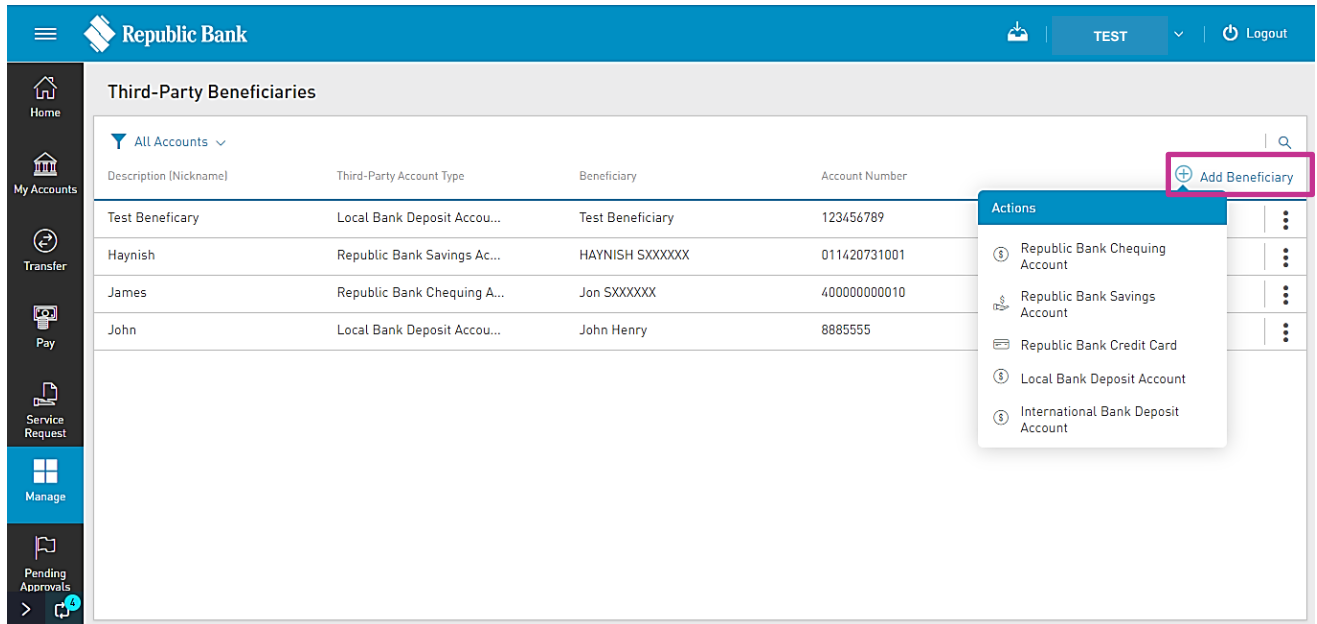 Republic Bank
TEST
Logout
Home
My Accounts
Transfer
Pay
Service
Request
Manage
Pending
Approvals
4
Third-Party Beneficiaries
All Accounts
Description (Nickname) Third-Party Account Type Beneficiary Account Number
Add Beneficiary
Test Beneficary Local Bank Deposit Accou... Test Beneficiary 123456789
Haynish Republic Bank Savings Ac... HAYNISH SXXXXXX 011420731001
James Republic Bank Chequing A... Jon SXXXXXX 400000000010
John Local Bank Deposit Accou... John Henry 8885555
Actions
Republic Bank Chequing
Account
Republic Bank Savings
Account
Republic Bank Credit Card
Local Bank Deposit Account
International Bank Deposit
Account